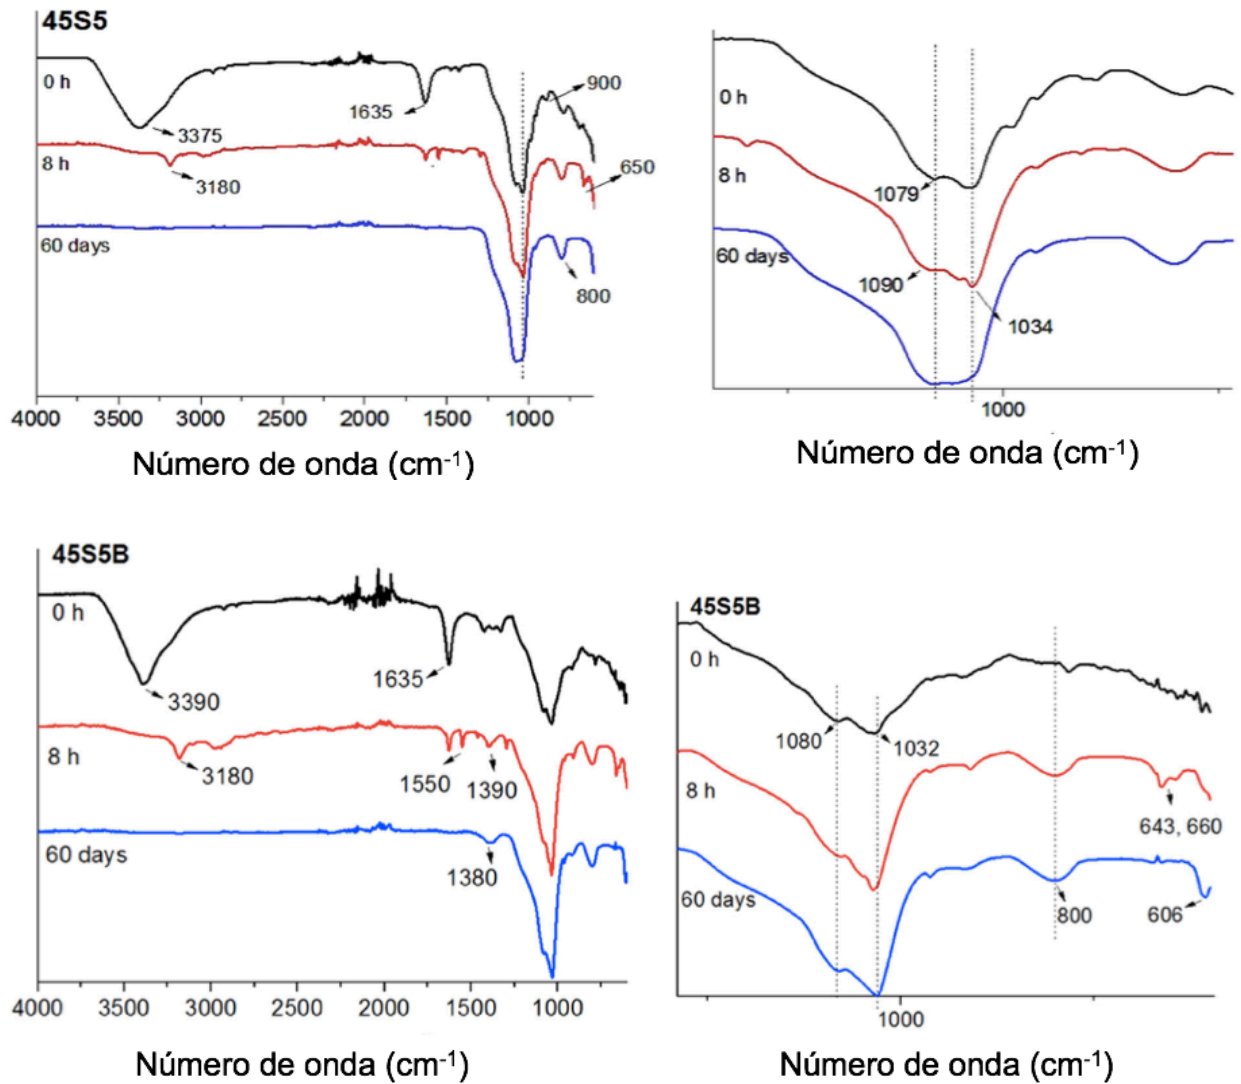 45S5
0 h
3375
1635
900
8 h
3180
650
60 days
800
4000 3500 3000 2500 2000 1500 1000
Número de onda (cm-1)
0 h
1079
8 h
1090
60 days
1034
1000
Número de onda (cm-1)
45S5B
0 h
3390
1635
8 h
3180
1550
1390
60 days
1380
4000 3500 3000 2500 2000 1500 1000
Número de onda (cm-1)
45S5B
0 h
1080
1032
8 h
643, 660
60 days
800
606
1000
Número de onda (cm-1)